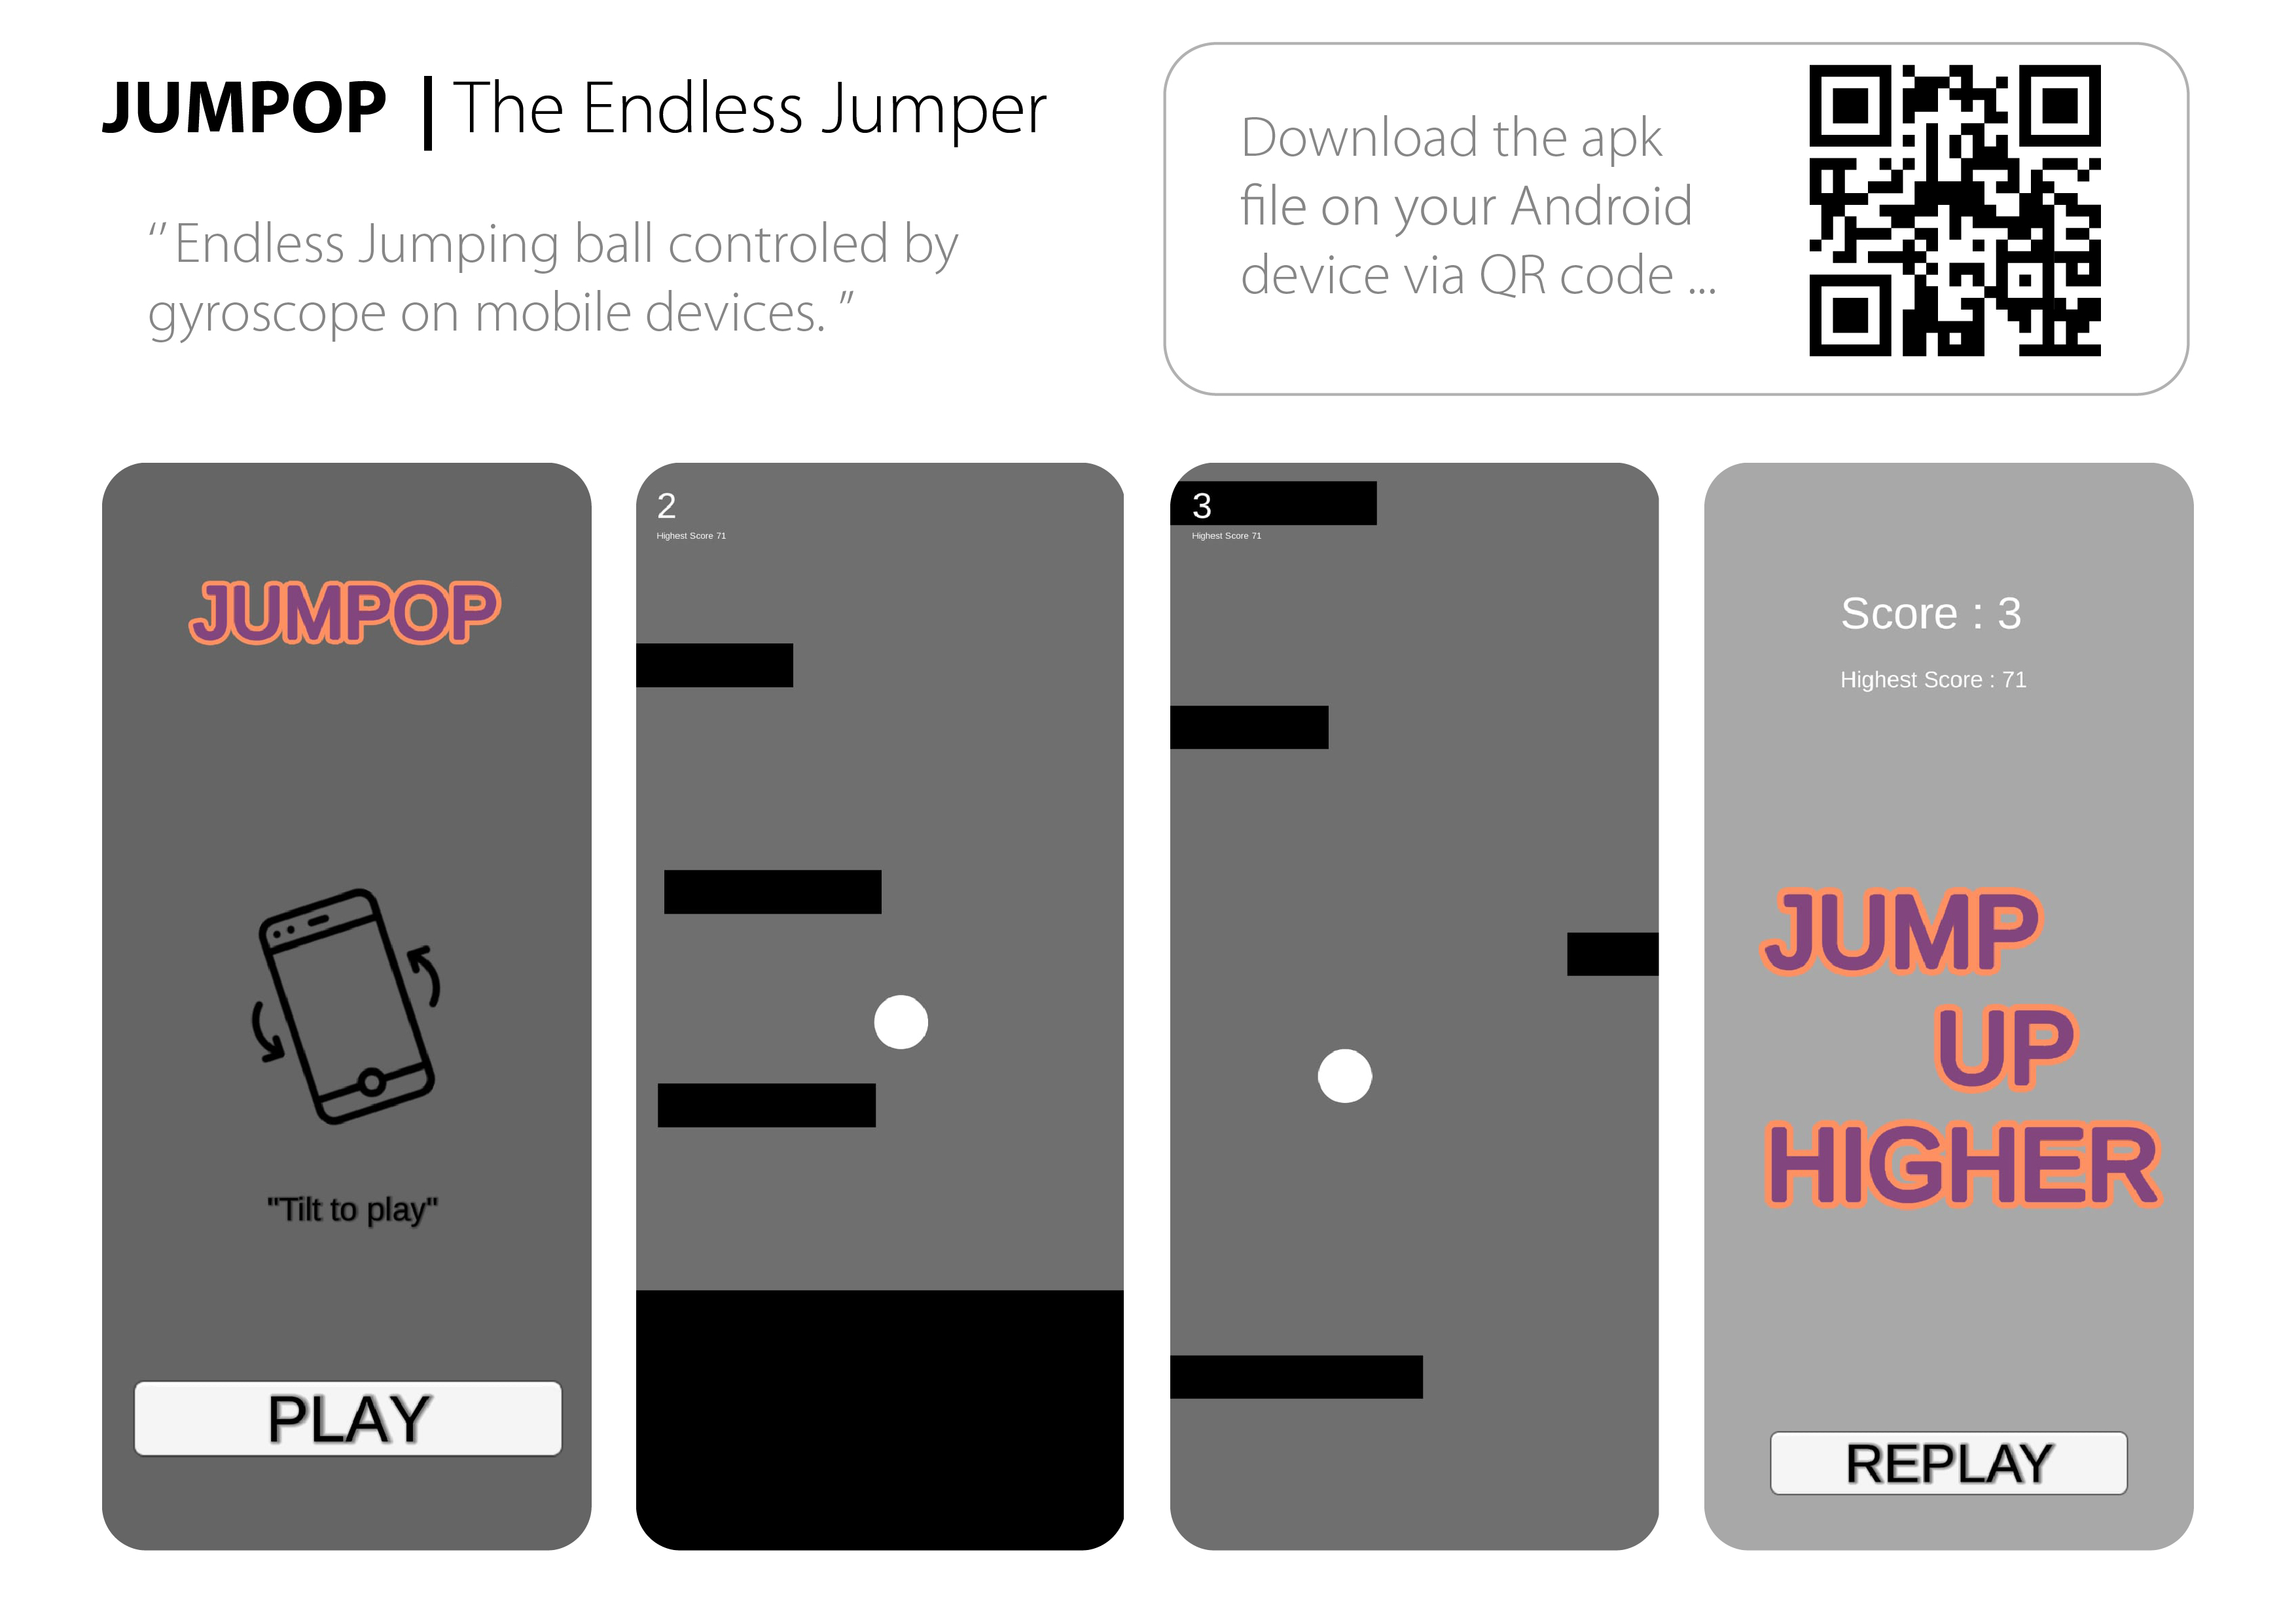 JUMPOP | The Endless Jumper
“ Endless Jumping ball controled by
gyroscope on mobile devices. ”
Download the apk
file on your Android
device via QR code ...
JUMPOP
"Tilt to play"
PLAY
2
Highest Score 71
3
Highest Score 71
Score : 3
Highest Score : 71
JUMP
UP
HIGHER
REPLAY